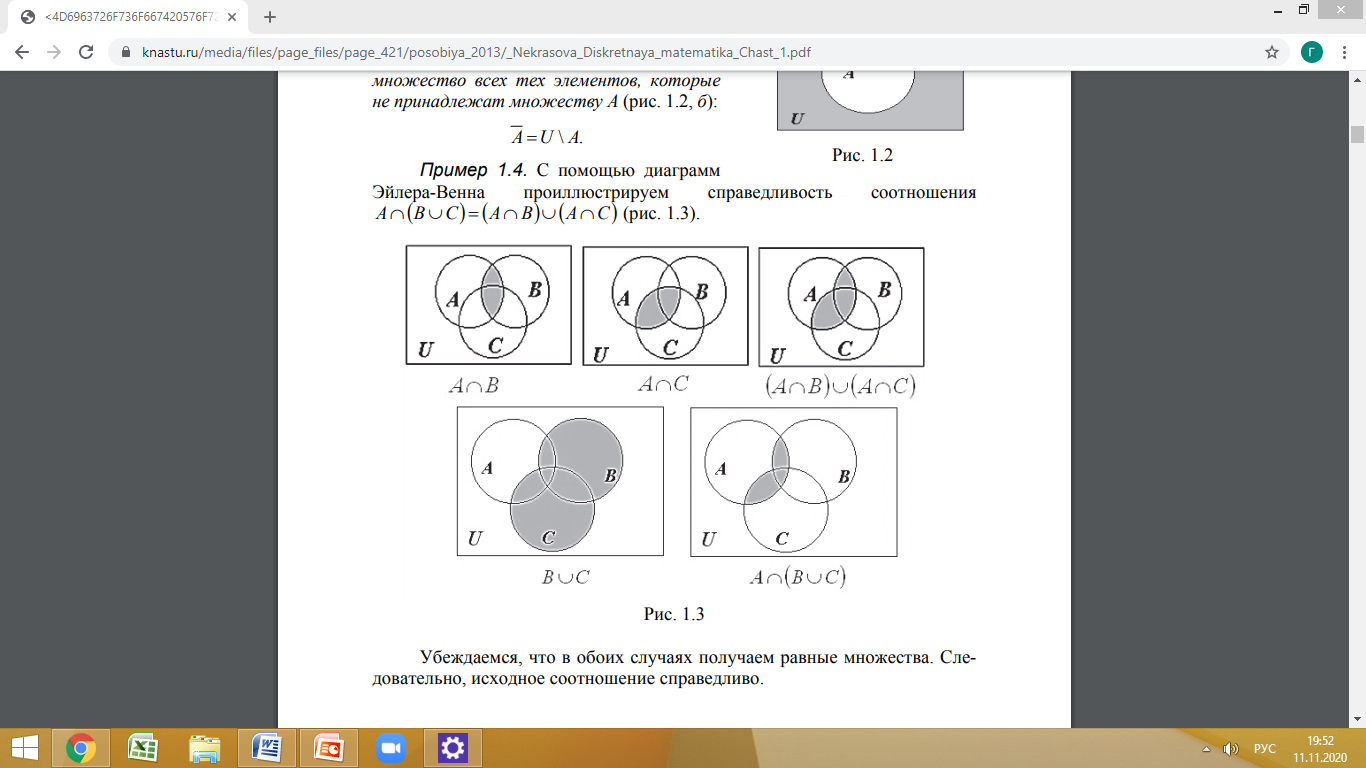 <4D6963726F736F667420576F72
knastu.ru/media/files/page_files/page_421/posobiya_2013/_Nekrasova_Diskretnaya_matematika_Chast_1.pdf
Г
множество всех тех элементов, которые
не принадлежат множеству A (рис. 1.2, б):
A̅ = U \ A.
A
U
Рис. 1.2
Пример 1.4. С помощью диаграмм
Эйлера-Венна проиллюстрируем справедливость соотношения
A∩(B∪C)=(A∩B)∪(A∩C) (рис. 1.3).
A B C U
A B C U
A B C U
A∩B
A∩C
(A∩B)∪(A∩C)
A B C U
A B C U
B∪C
A∩(B∪C)
Рис. 1.3
Убеждаемся, что в обоих случаях получаем равные множества. Сле-
довательно, исходное соотношение справедливо.
РУС
19:52
11.11.2020